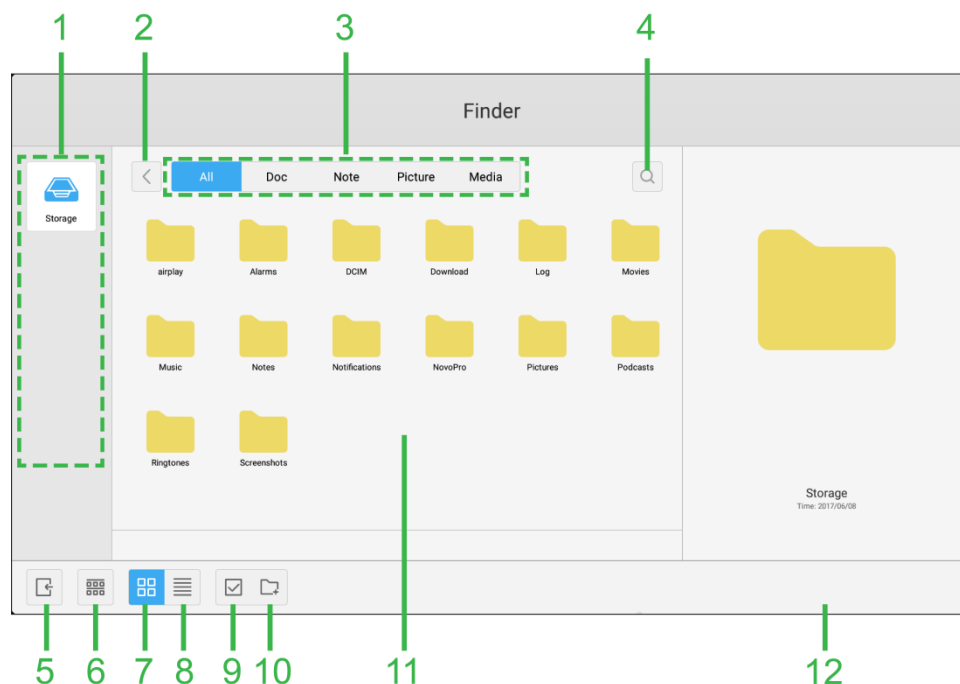 1 2 3 4
Finder
All Doc Note Picture Media
Storage
airplay Alarms DCIM Download Log Movies
Music Notes Notifications NovoPro Pictures Podcasts
Ringtones Screenshots
Storage
Time: 2017/06/08
5 6 7 8 9 10 11 12